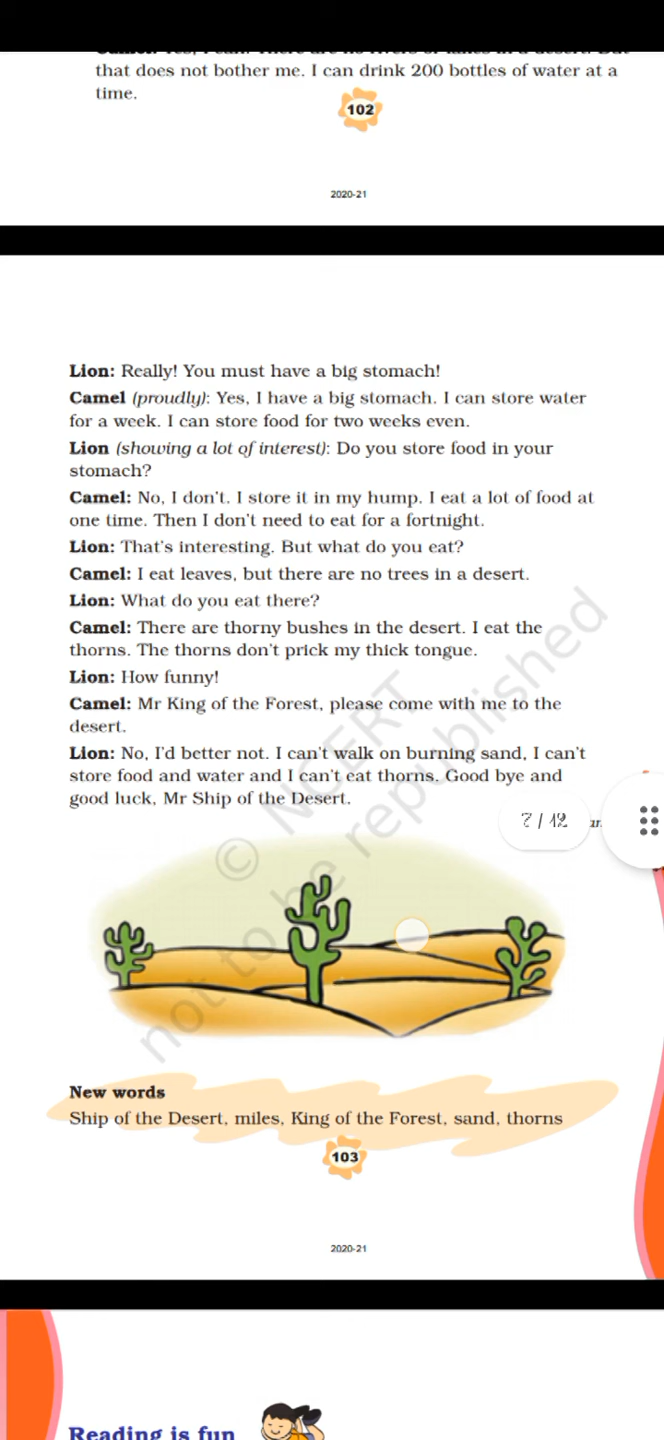 that does not bother me. I can drink 200 bottles of water at a
time.
102
2020-21
Lion: Really! You must have a big stomach!
Camel (proudly): Yes, I have a big stomach. I can store water
for a week. I can store food for two weeks even.
Lion (showing a lot of interest): Do you store food in your
stomach?
Camel: No, I don't. I store it in my hump. I eat a lot of food at
one time. Then I don't need to eat for a fortnight.
Lion: That's interesting. But what do you eat?
Camel: I eat leaves, but there are no trees in a desert.
Lion: What do you eat there?
Camel: There are thorny bushes in the desert. I eat the
thorns. The thorns don't prick my thick tongue.
Lion: How funny!
Camel: Mr King of the Forest, please come with me to the
desert.
Lion: No, I'd better not. I can't walk on burning sand, I can't
store food and water and I can't eat thorns. Good bye and
good luck, Mr Ship of the Desert.
7 / 12
© NCERT
not to be republished
New words
Ship of the Desert, miles, King of the Forest, sand, thorns
103
2020-21
Reading is fun